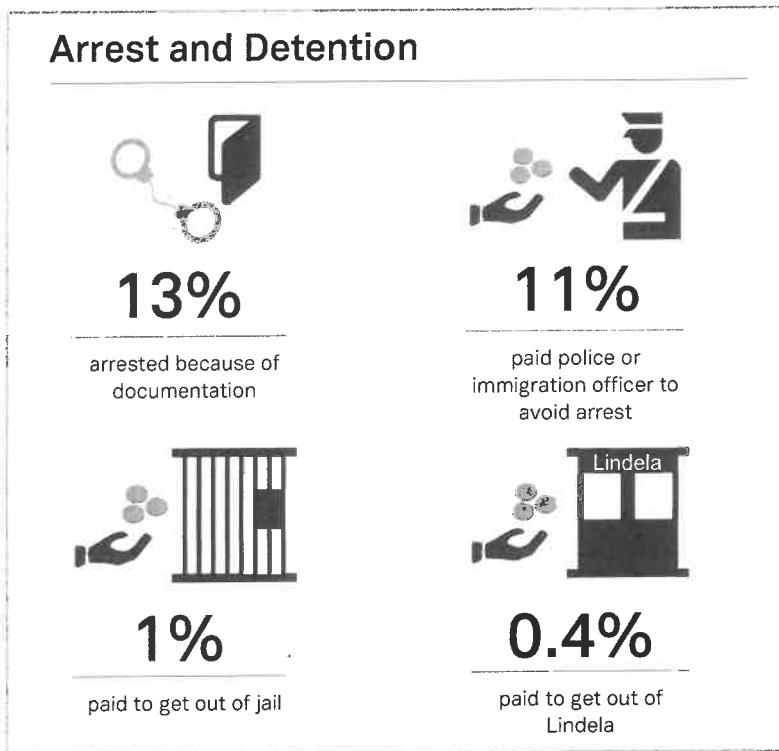 Arrest and Detention
13%
arrested because of
documentation
11%
paid police or
immigration officer to
avoid arrest
1%
paid to get out of jail
Lindela
0.4%
paid to get out of
Lindela